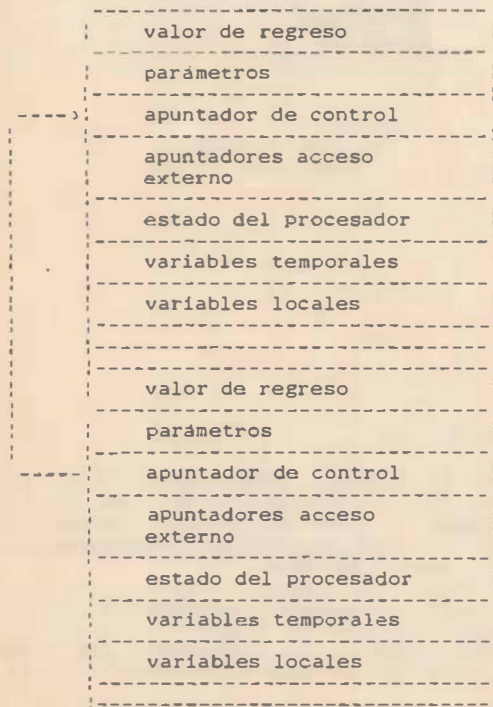 valor de regreso
parámetros
apuntador de control
apuntadores acceso
externo
estado del procesador
variables temporales
variables locales
valor de regreso
parámetros
apuntador de control
apuntadores acceso
externo
estado del procesador
variables temporales
variables locales